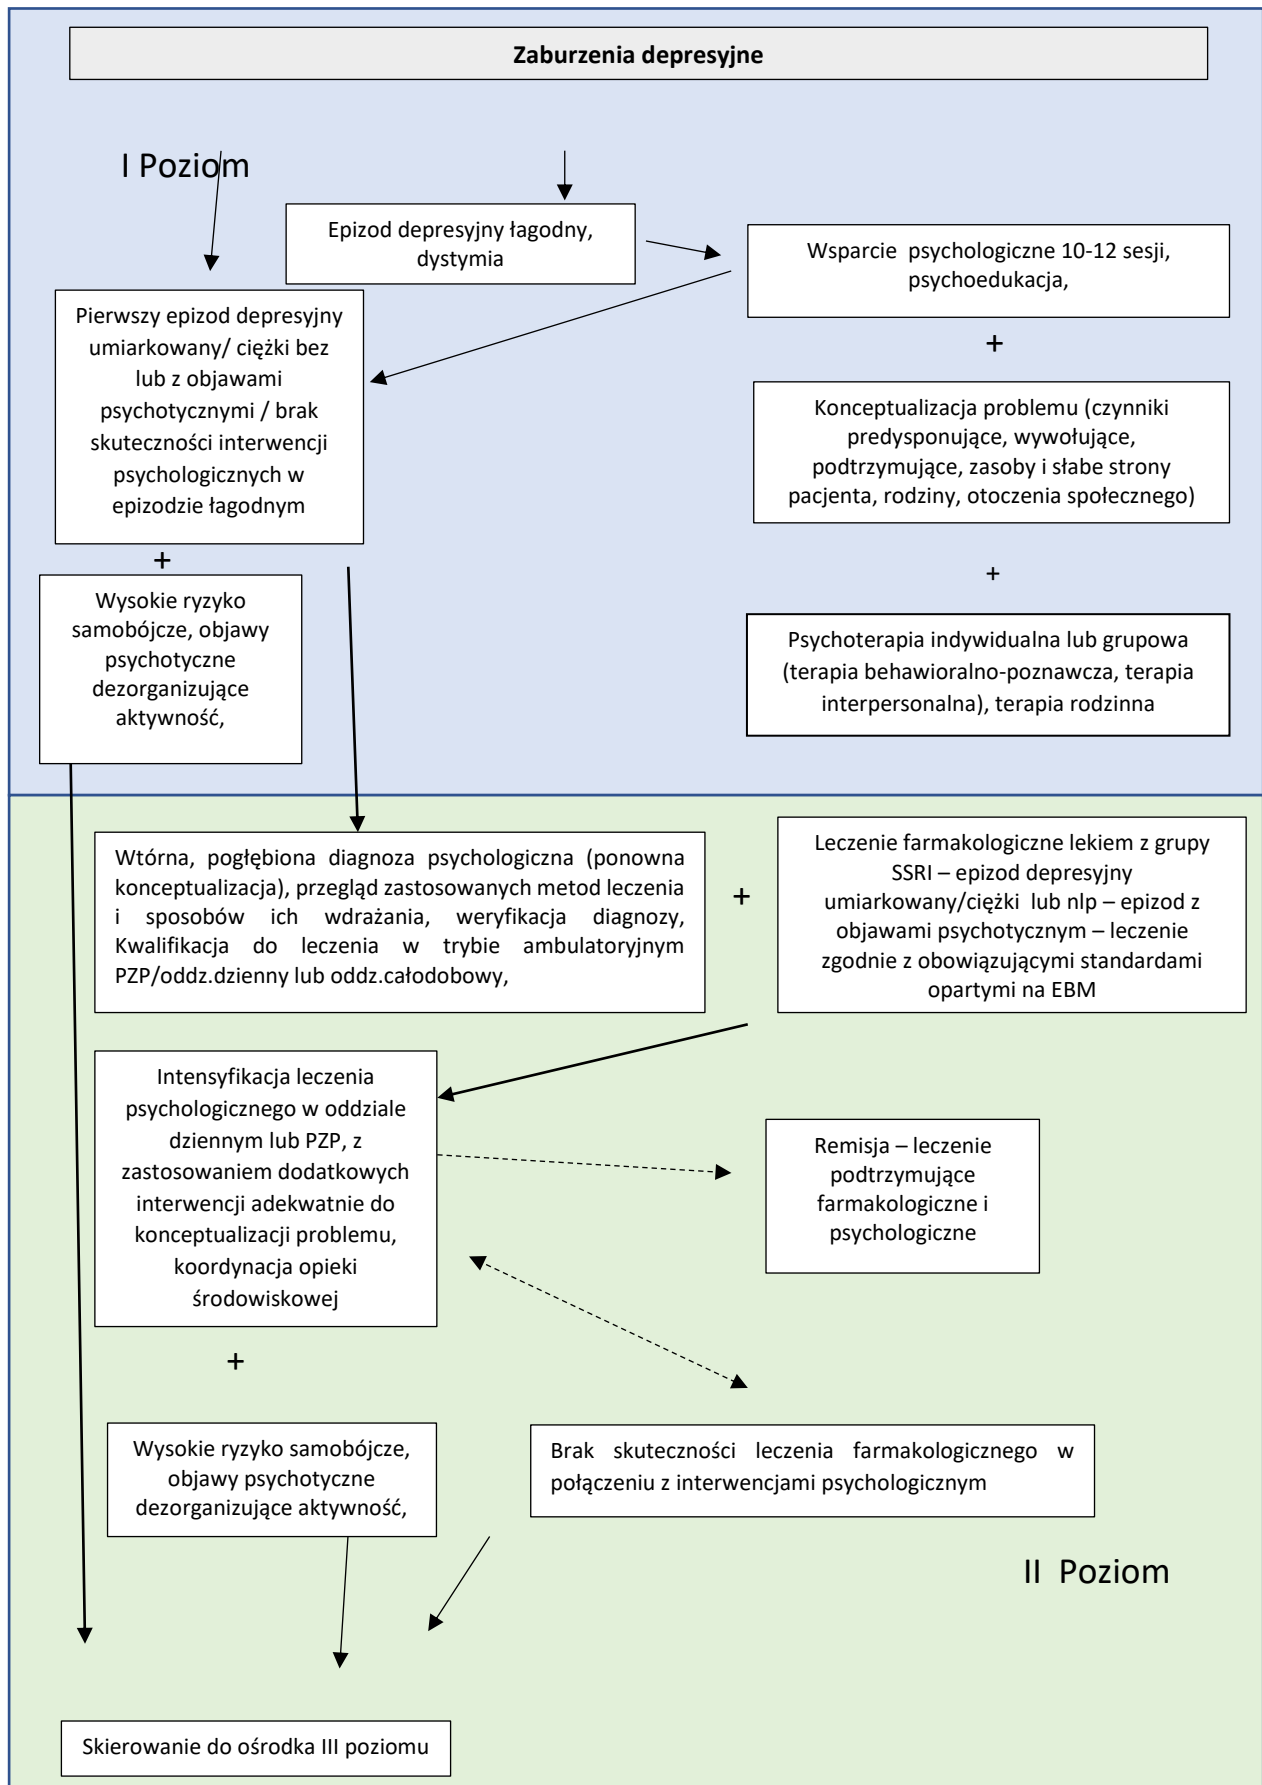 Zaburzenia depresyjne
I Poziom
Epizod depresyjny łagodny,
dystymia
Wsparcie psychologiczne 10-12 sesji,
psychoedukacja,
Pierwszy epizod depresyjny
umiarkowany/ ciężki bez
lub z objawami
psychotycznymi / brak
skuteczności interwencji
psychologicznych w
epizodzie łagodnym
+
Konceptualizacja problemu (czynniki
predysponujące, wywołujące,
podtrzymujące, zasoby i słabe strony
pacjenta, rodziny, otoczenia społecznego)
+
Wysokie ryzyko
samobójcze, objawy
psychotyczne
dezorganizujące
aktywność,
+
Psychoterapia indywidualna lub grupowa
(terapia behawioralno-poznawcza, terapia
interpersonalna), terapia rodzinna
Wtórna, pogłębiona diagnoza psychologiczna (ponowna
konceptualizacja), przegląd zastosowanych metod leczenia
i sposobów ich wdrażania, weryfikacja diagnozy,
Kwalifikacja do leczenia w trybie ambulatoryjnym
PZP/oddz.dzienny lub oddz.całodobowy,
+
Leczenie farmakologiczne lekiem z grupy
SSRI – epizod depresyjny
umiarkowany/ciężki lub nlp – epizod z
objawami psychotycznym – leczenie
zgodnie z obowiązującymi standardami
opartymi na EBM
Intensyfikacja leczenia
psychologicznego w oddziale
dziennym lub PZP, z
zastosowaniem dodatkowych
interwencji adekwatnie do
konceptualizacji problemu,
koordynacja opieki
środowiskowej
Remisja – leczenie
podtrzymujące
farmakologiczne i
psychologiczne
+
Wysokie ryzyko samobójcze,
objawy psychotyczne
dezorganizujące aktywność,
Brak skuteczności leczenia farmakologicznego w
połączeniu z interwencjami psychologicznym
II Poziom
Skierowanie do ośrodka III poziomu